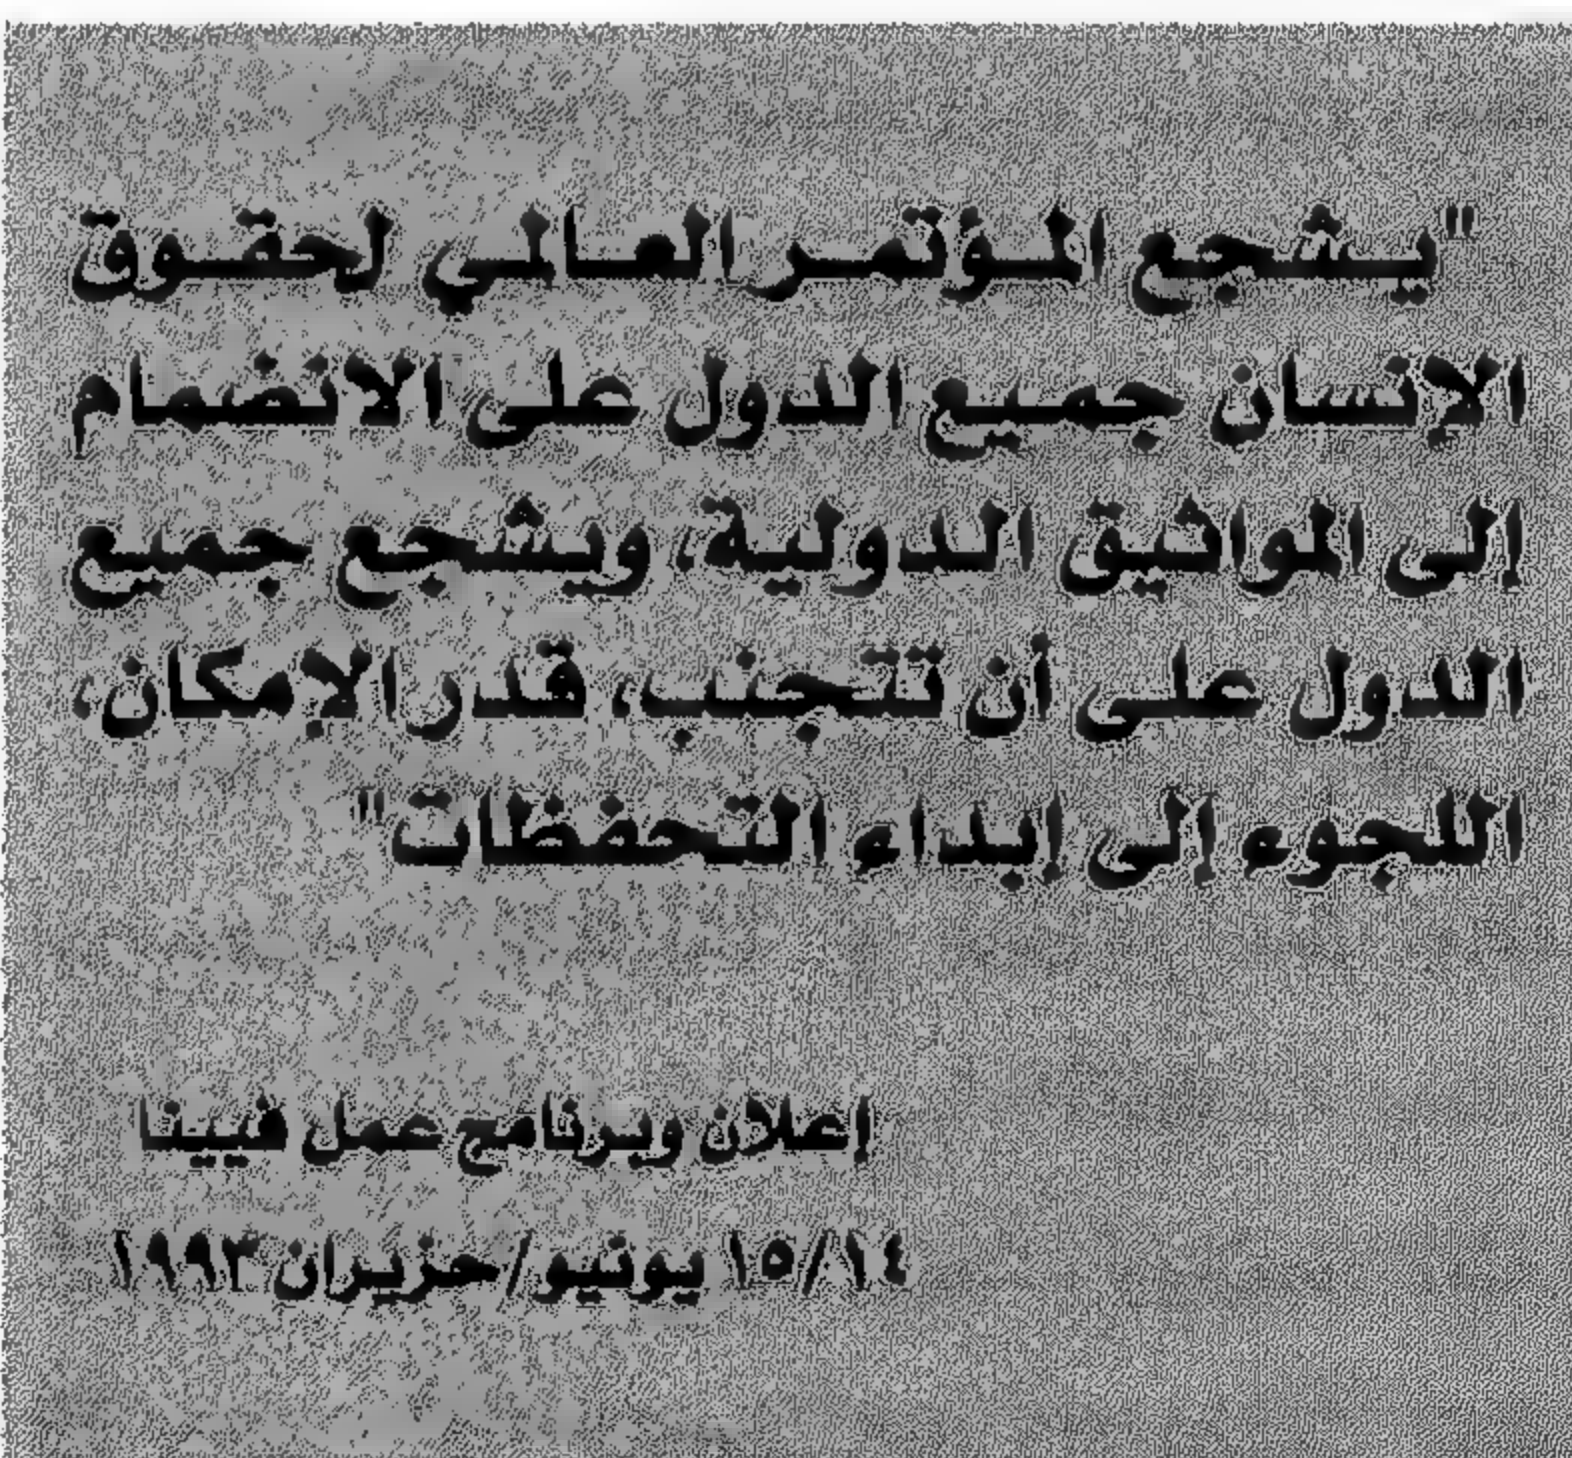 "يشجع المؤتمر العالمي لحقوق
الإنسان جميع الدول على الانضمام
إلى المواثيق الدولية، ويشجع جميع
الدول على أن تتجنب، قدر الإمكان،
اللجوء إلى إبداء التحفظات"
إعلان وبرنامج عمل فيينا
١٥/١٤ يونيو/حزيران ١٩٩٣